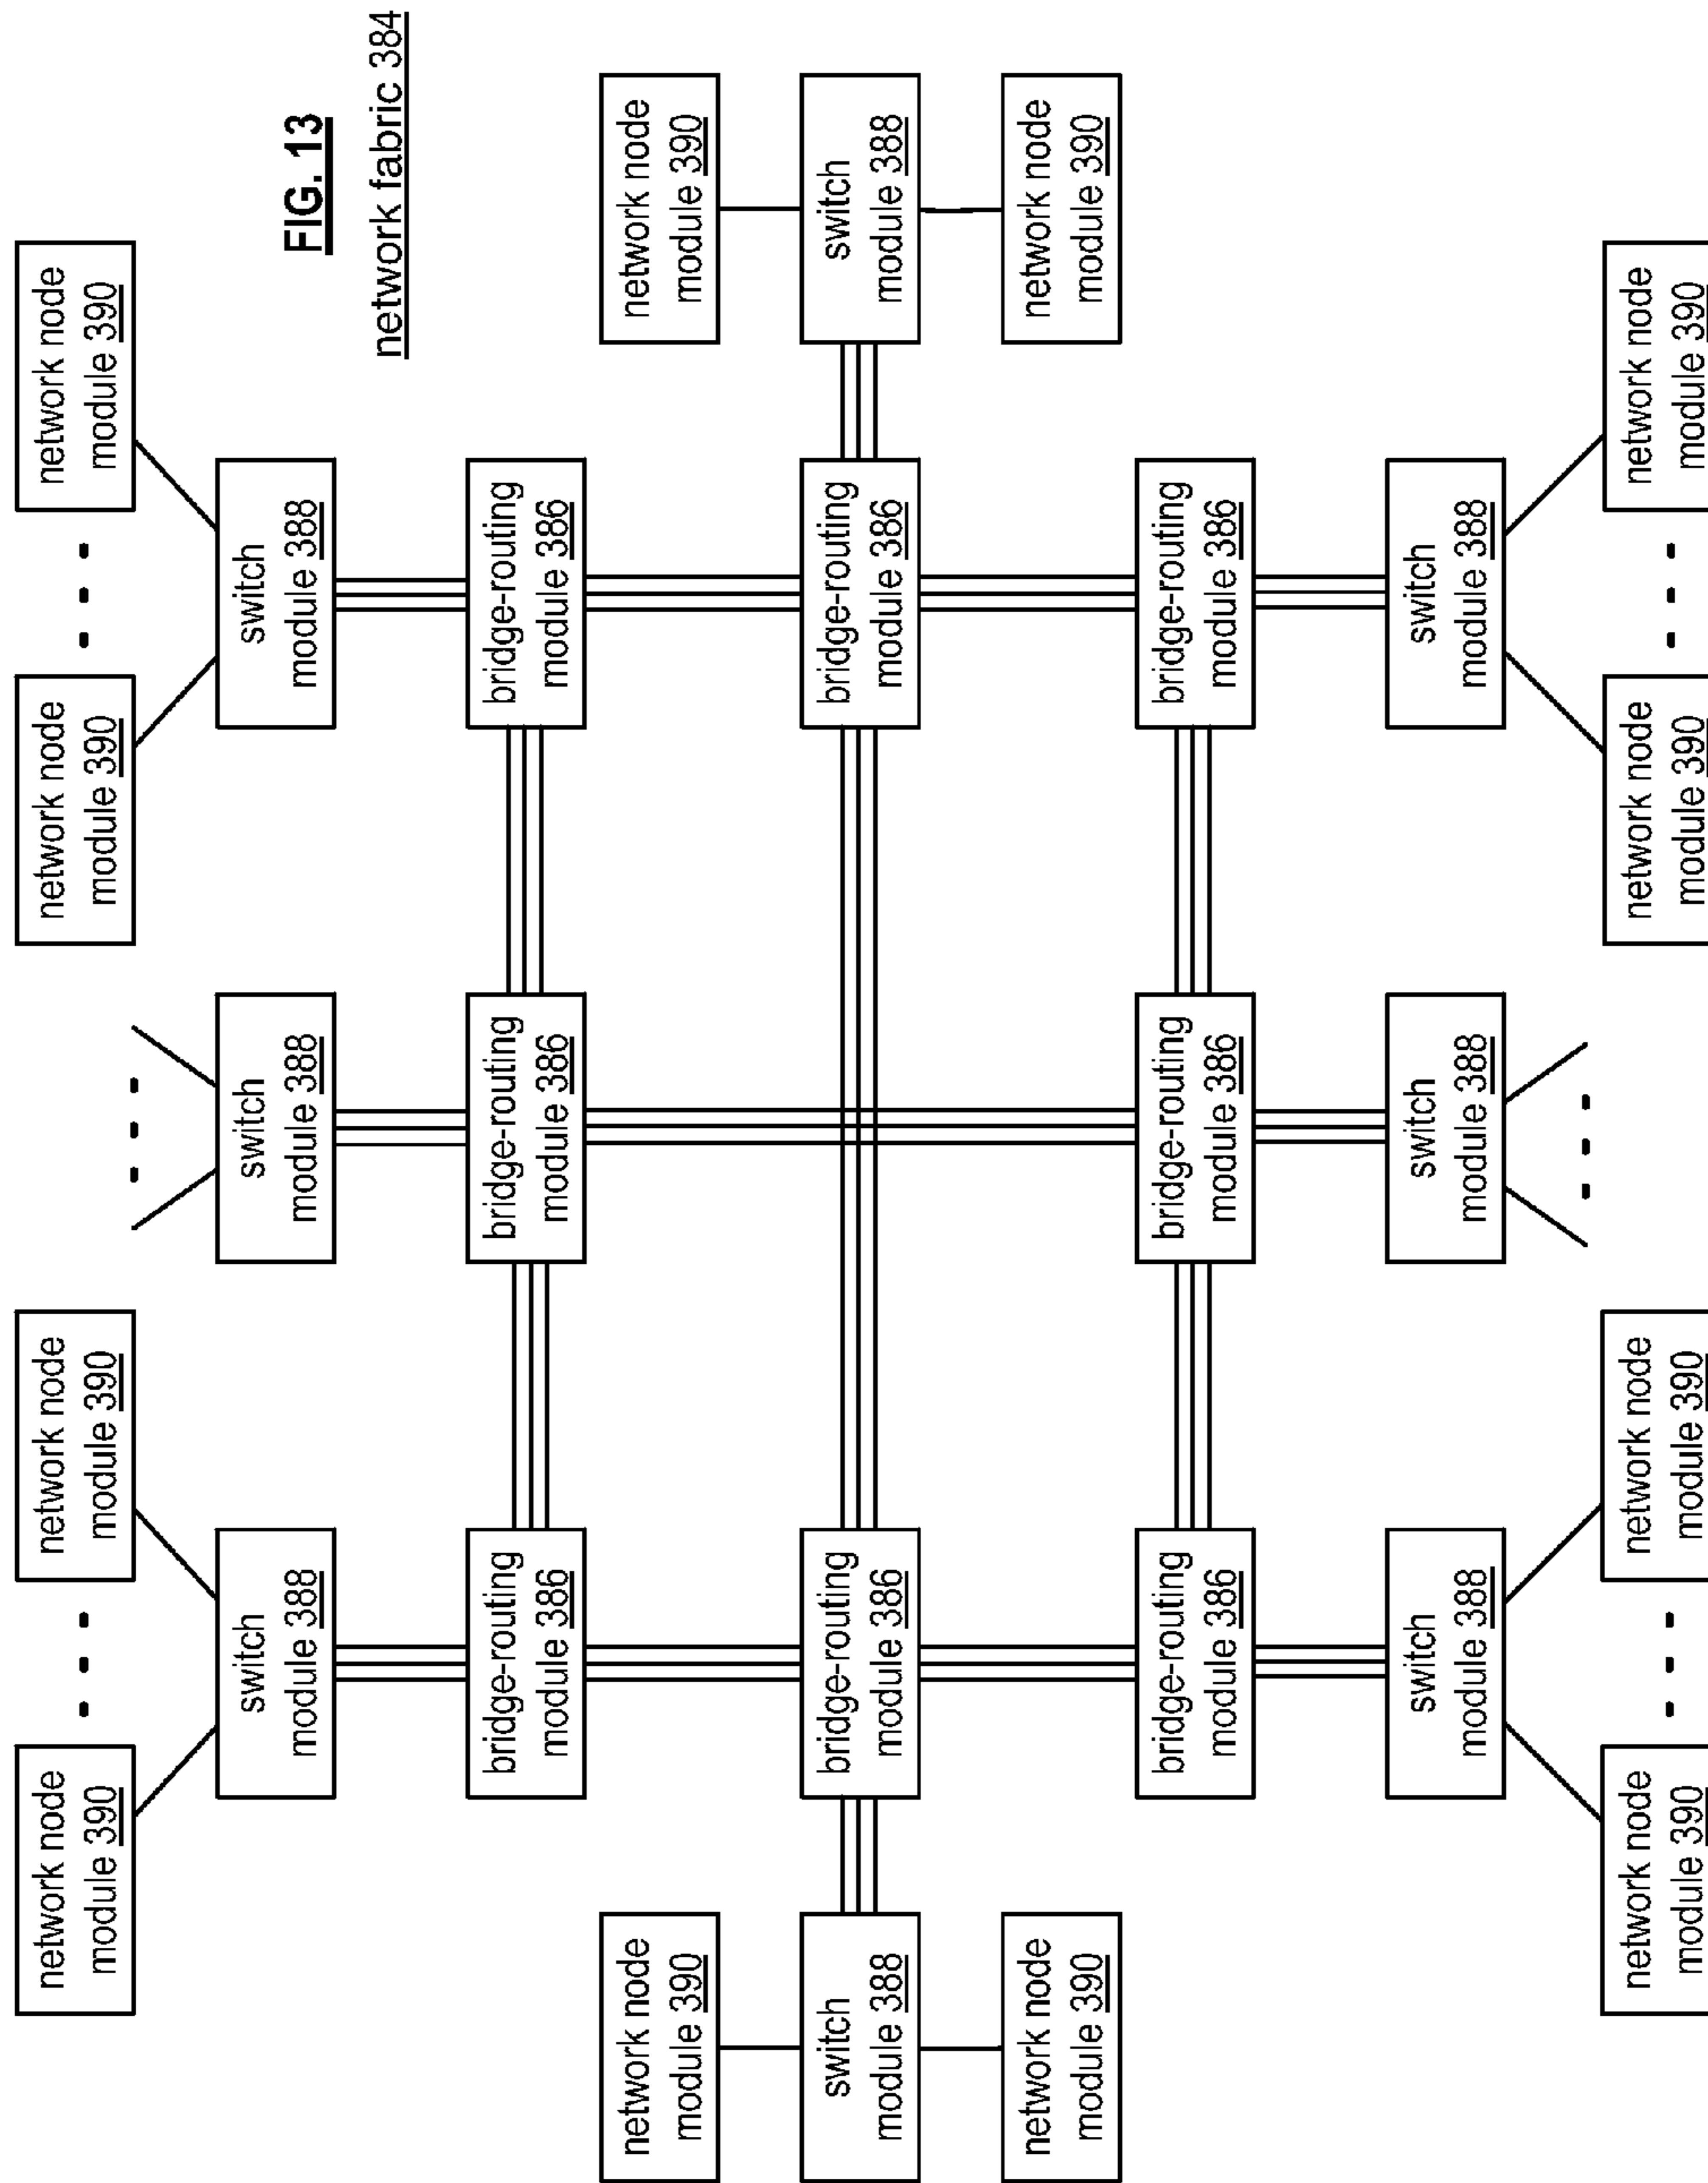 network node
module 390
network node
module 390
network node
module 390
network node
module 390
switch
module 388
switch
module 388
switch
module 388
FIG. 13
network fabric 384
bridge-routing
module 386
bridge-routing
module 386
bridge-routing
module 386
network node
module 390
network node
module 390
switch
module 388
bridge-routing
module 386
bridge-routing
module 386
switch
module 388
network node
module 390
network node
module 390
bridge-routing
module 386
bridge-routing
module 386
bridge-routing
module 386
switch
module 388
switch
module 388
switch
module 388
network node
module 390
network node
module 390
network node
module 390
network node
module 390